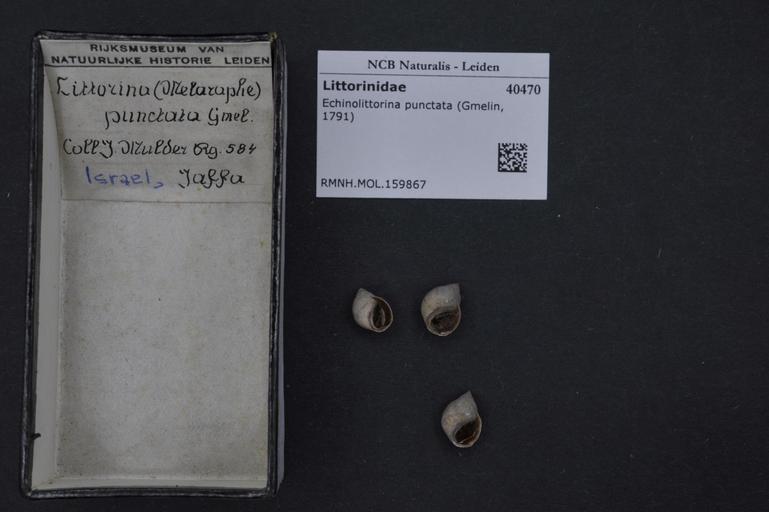 RIJKSMUSEUM VAN
NATUURLIJKE HISTORIE LEIDEN
Littorina (Melaraphe)
punctata Gmel.
Coll J. Mulder Rg. 584
Israel, Jaffa
NCB Naturalis - Leiden
Littorinidae 40470
Echinolittorina punctata (Gmelin,
1791)
RMNH.MOL.159867